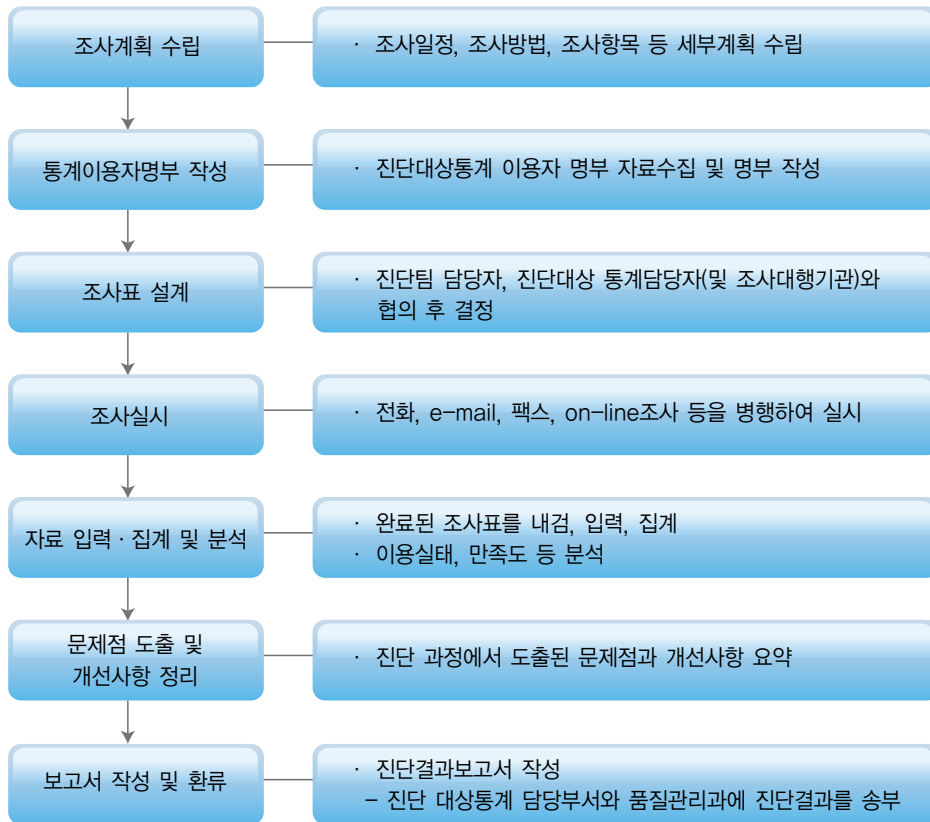 조사계획 수립
· 조사일정, 조사방법, 조사항목 등 세부계획 수립
통계이용자명부 작성
· 진단대상통계 이용자 명부 자료수집 및 명부 작성
조사표 설계
· 진단팀 담당자, 진단대상 통계담당자(및 조사대행기관)와
협의 후 결정
조사실시
· 전화, e-mail, 팩스, on-line조사 등을 병행하여 실시
자료 입력 · 집계 및 분석
· 완료된 조사표를 내검, 입력, 집계
· 이용실태, 만족도 등 분석
문제점 도출 및
개선사항 정리
· 진단 과정에서 도출된 문제점과 개선사항 요약
보고서 작성 및 환류
· 진단결과보고서 작성
- 진단 대상통계 담당부서와 품질관리과에 진단결과를 송부